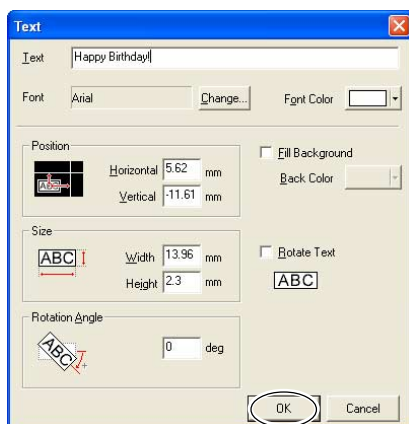 Text
Text Happy Birthday!
Font Arial Change... Font Color
Position
ABC
Horizontal 5.62 mm
Vertical -11.61 mm
Fill Background
Back Color
Size
ABC
Width 13.96 mm
Height 2.3 mm
Rotate Text
ABC
Rotation Angle
ABC
0 deg
OK Cancel